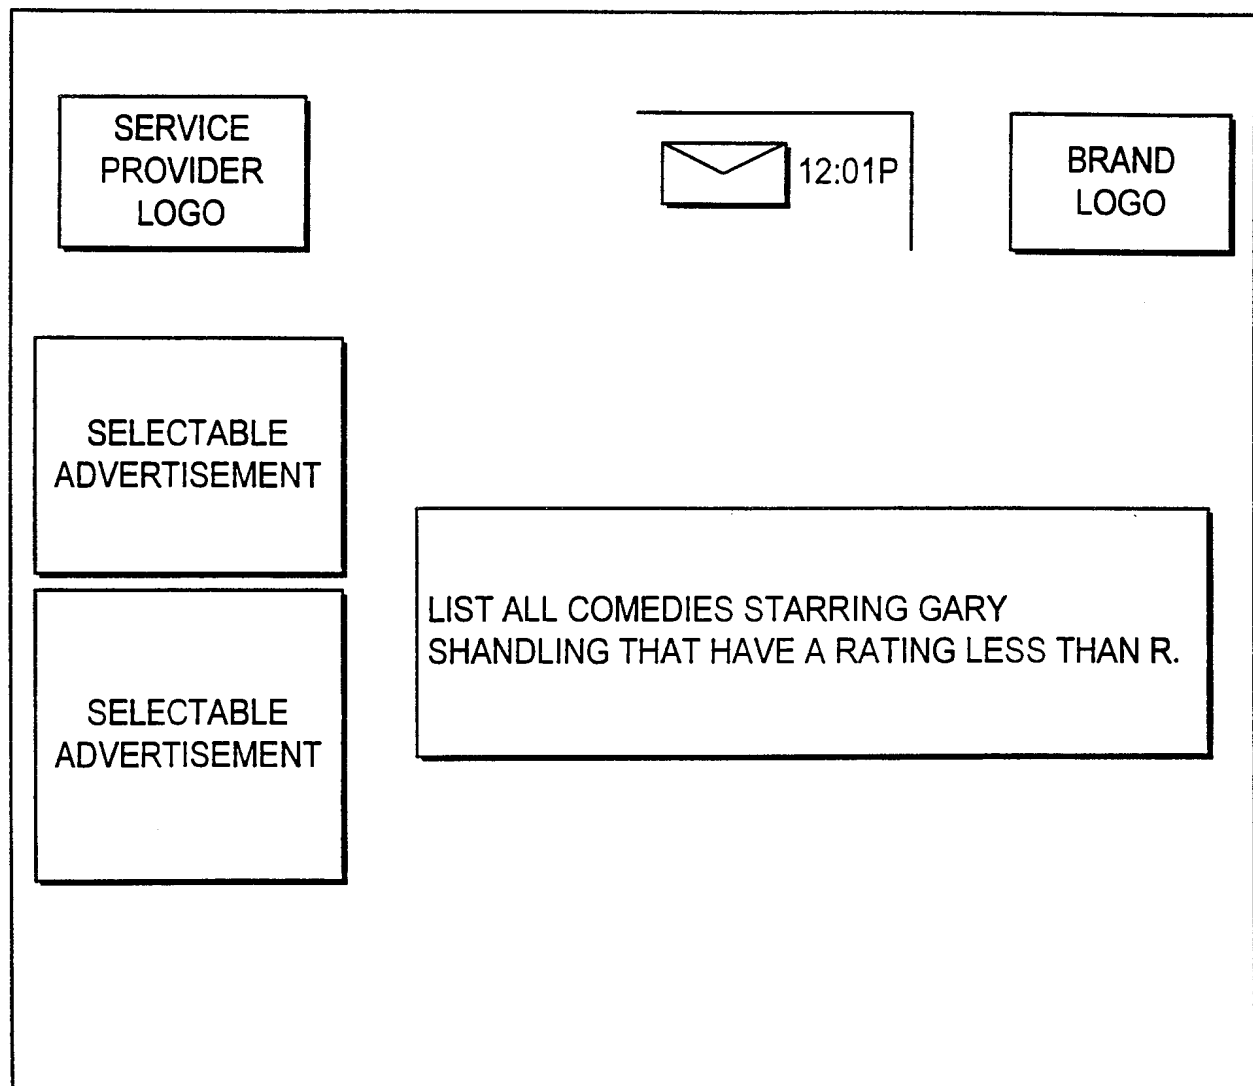 SERVICE
PROVIDER
LOGO
12:01P
BRAND
LOGO
SELECTABLE
ADVERTISEMENT
LIST ALL COMEDIES STARRING GARY
SHANDLING THAT HAVE A RATING LESS THAN R.
SELECTABLE
ADVERTISEMENT